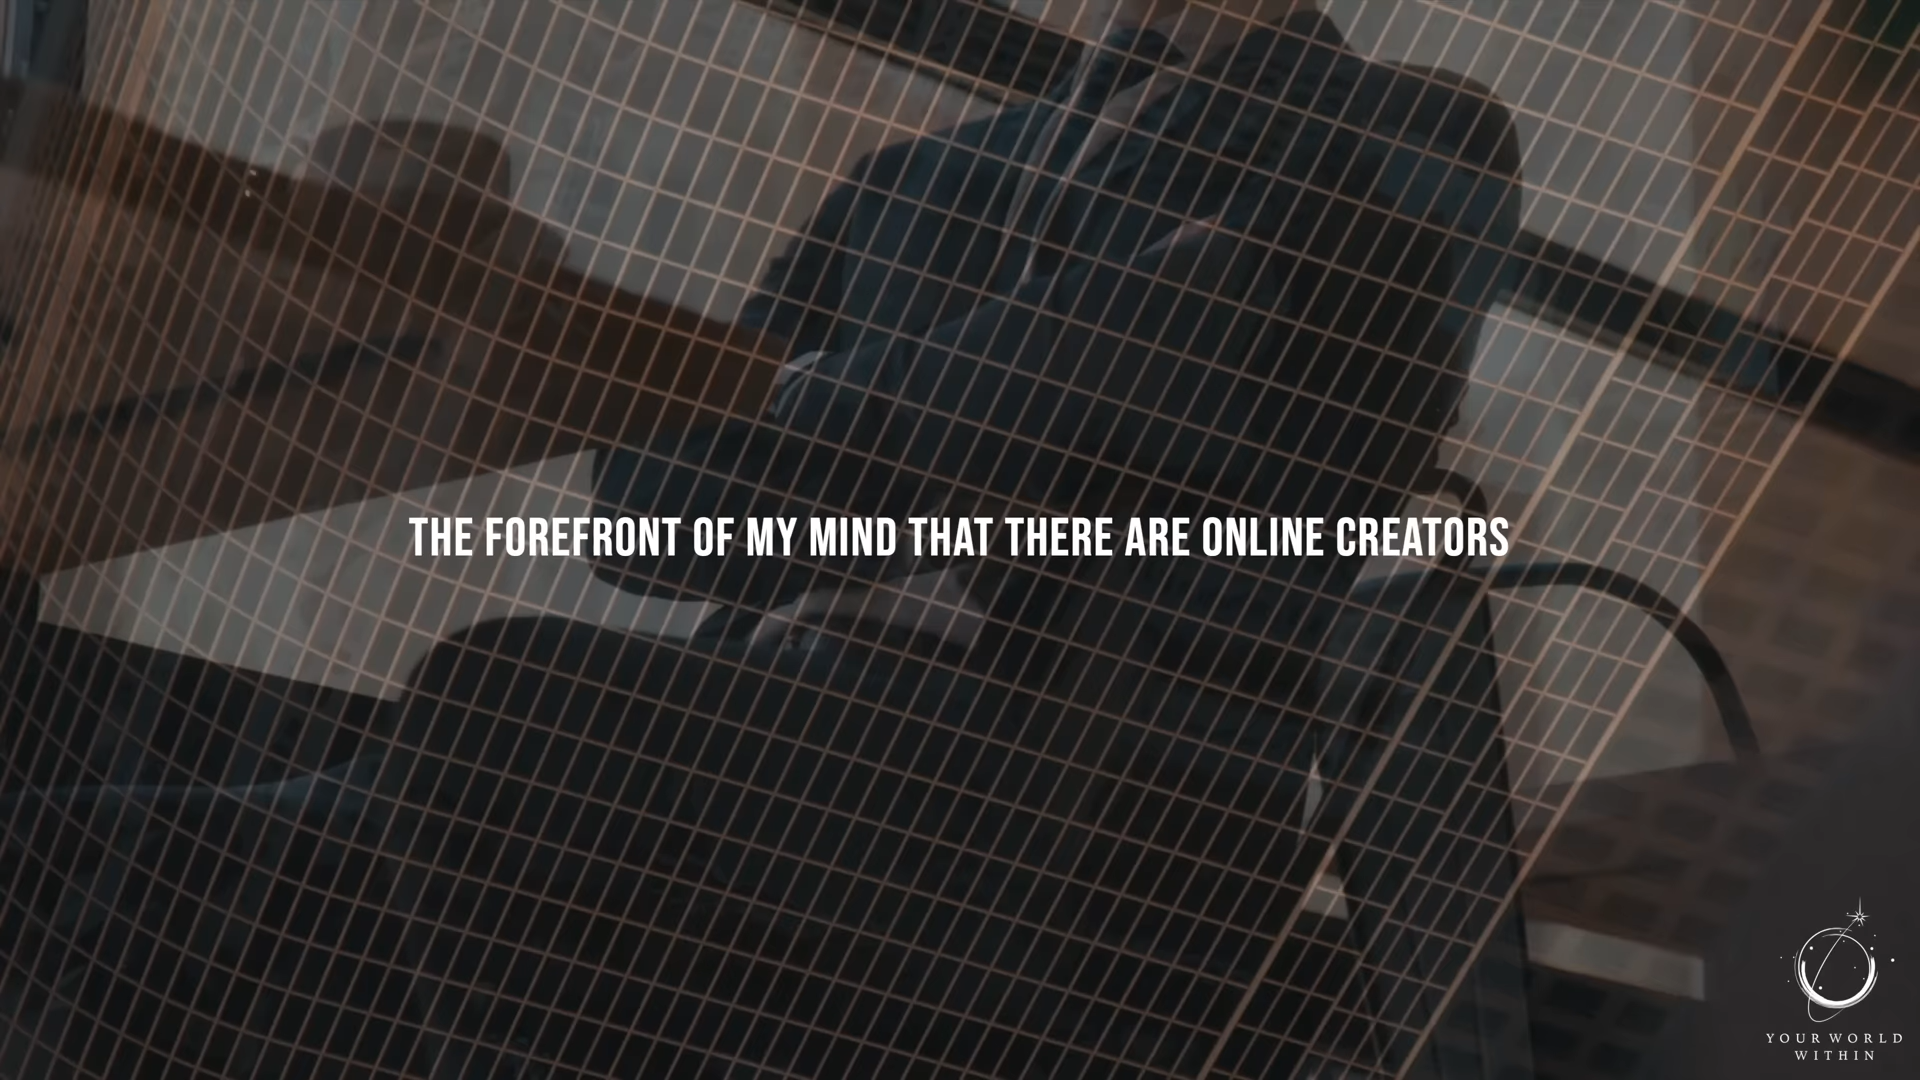 THE FOREFRONT OF MY MIND THAT THERE ARE ONLINE CREATORS
YOUR WORLD
WITHIN